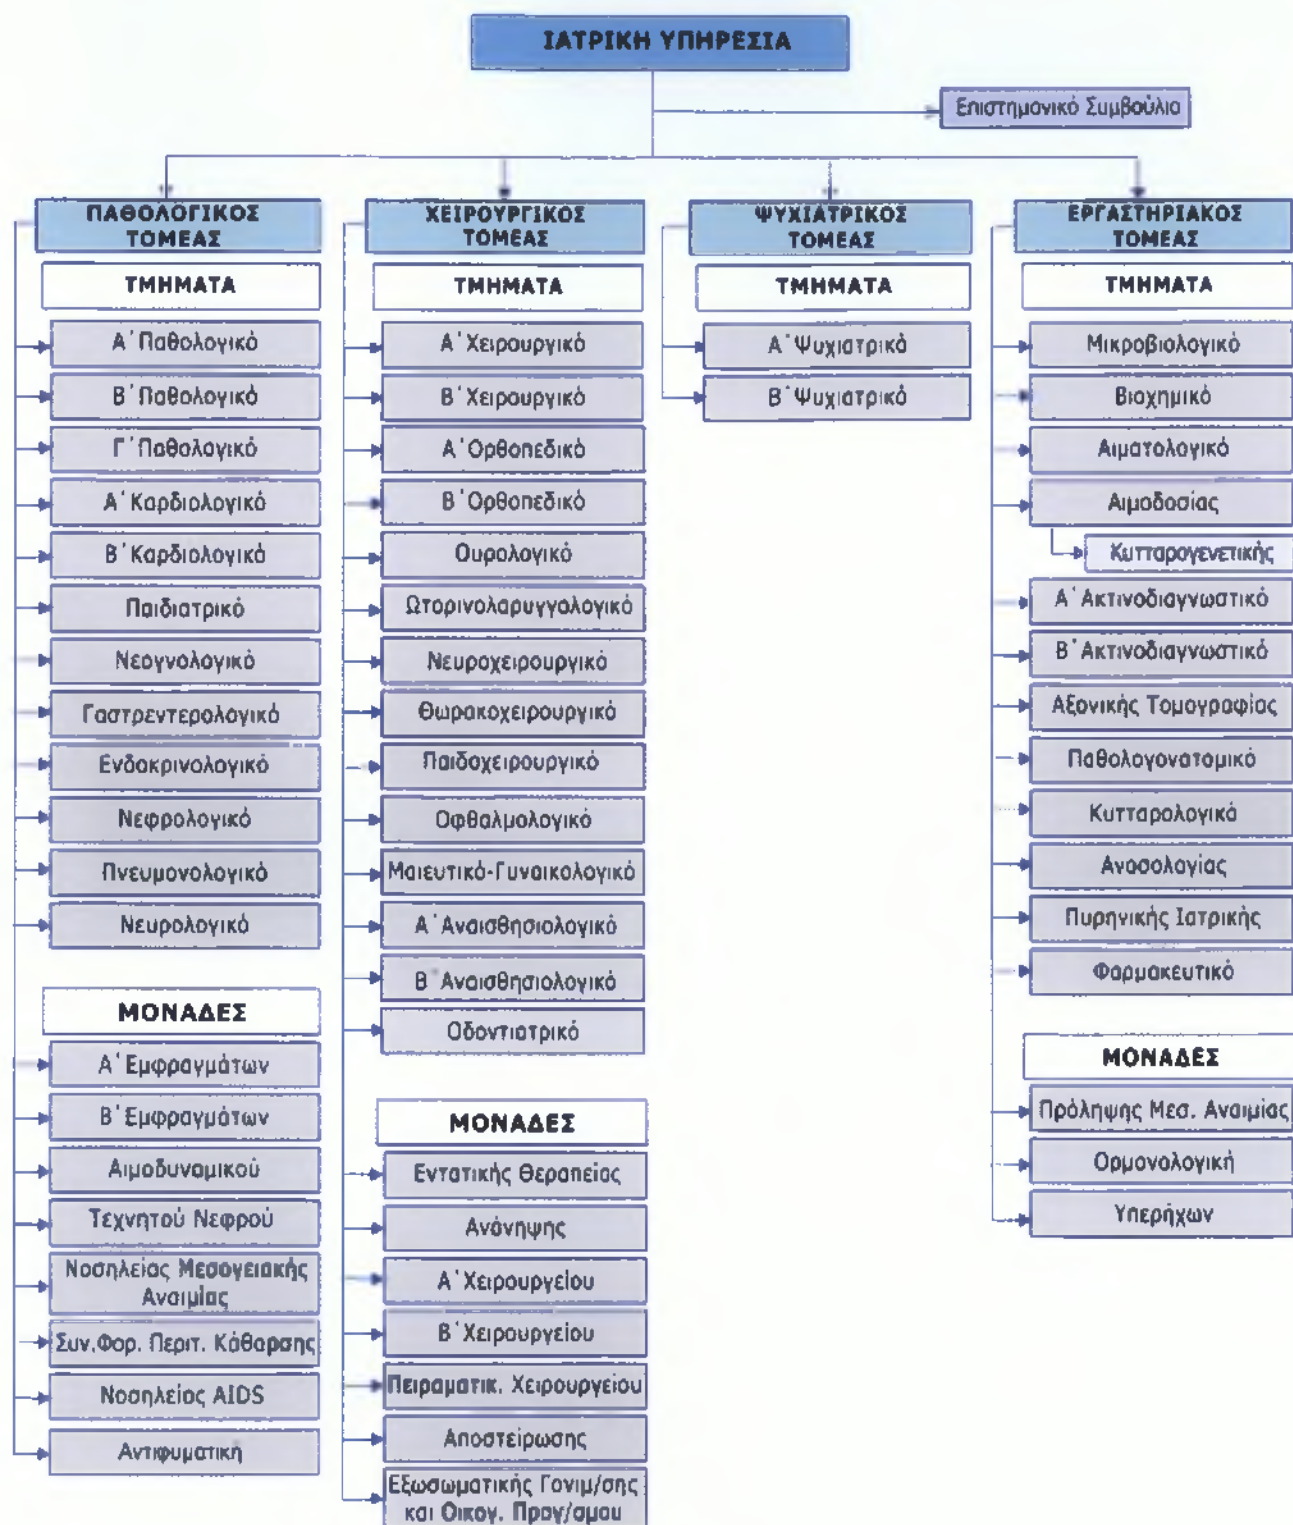 ΙΑΤΡΙΚΗ ΥΠΗΡΕΣΙΑ
Επιστημονικό Συμβούλιο
ΠΑΘΟΛΟΓΙΚΟΣ
ΤΟΜΕΑΣ
ΤΜΗΜΑΤΑ
Α΄Παθολογικό
Β΄Παθολογικό
Γ΄Παθολογικό
Α΄Καρδιολογικό
Β΄Καρδιολογικό
Παιδιατρικό
Νεογνολογικό
Γαστρεντερολογικό
Ενδοκρινολογικό
Νεφρολογικό
Πνευμονολογικό
Νευρολογικό
ΜΟΝΑΔΕΣ
Α΄Εμφραγμάτων
Β΄Εμφραγμάτων
Αιμοδυναμικού
Τεχνητού Νεφρού
Νοσηλείας Μεσογειακής
Αναιμίας
Συν.Φορ. Περιτ. Κάθαρσης
Νοσηλείας AIDS
Αντιφυματική
ΧΕΙΡΟΥΡΓΙΚΟΣ
ΤΟΜΕΑΣ
ΤΜΗΜΑΤΑ
Α΄Χειρουργικό
Β΄Χειρουργικό
Α΄Ορθοπεδικό
Β΄Ορθοπεδικό
Ουρολογικό
Ωτορινολαρυγγολογικό
Νευροχειρουργικό
Θωρακοχειρουργικό
Παιδοχειρουργικό
Οφθαλμολογικό
Μαιευτικό-Γυναικολογικό
Α΄Αναισθησιολογικό
Β΄Αναισθησιολογικό
Οδοντιατρικό
ΜΟΝΑΔΕΣ
Εντατικής Θεραπείας
Ανάνηψης
Α΄Χειρουργείου
Β΄Χειρουργείου
Πειραματικ. Χειρουργείου
Αποστείρωσης
Εξωσωματικής Γονιμ/σης
και Οικογ. Προγ/σμου
ΨΥΧΙΑΤΡΙΚΟΣ
ΤΟΜΕΑΣ
ΤΜΗΜΑΤΑ
Α΄Ψυχιατρικό
Β΄Ψυχιατρικό
ΕΡΓΑΣΤΗΡΙΑΚΟΣ
ΤΟΜΕΑΣ
ΤΜΗΜΑΤΑ
Μικροβιολογικό
Βιοχημικό
Αιματολογικό
Αιμοδοσίας
Κυτταρογενετικής
Α΄Ακτινοδιαγνωστικό
Β΄Ακτινοδιαγνωστικό
Αξονικής Τομογραφίας
Παθολογονατομικό
Κυτταρολογικό
Ανοσολογίας
Πυρηνικής Ιατρικής
Φαρμακευτικό
ΜΟΝΑΔΕΣ
Πρόληψης Μεσ. Αναιμίας
Ορμονολογική
Υπερήχων